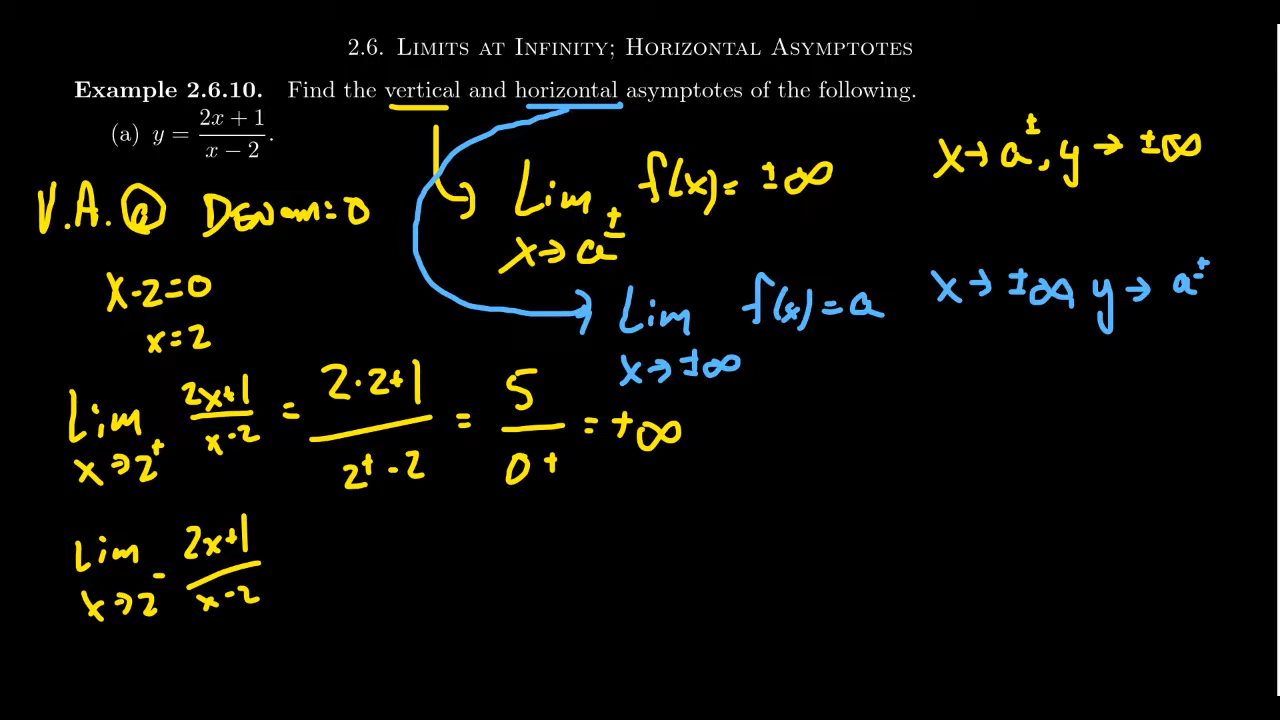 2.6. LIMITS AT INFINITY; HORIZONTAL ASYMPTOTES
Example 2.6.10. Find the vertical and horizontal asymptotes of the following.
(a) y = (2x + 1)/(x − 2).
x → a^±, y → ±∞
Lim x→a^± f(x) = ±∞
V.A. @ Denom = 0
x - 2 = 0
x = 2
Lim x→±∞ f(x) = a
x → ±∞ y → a^±
Lim x→2^+ (2x+1)/(x-2) = (2·2+1)/(2^+ - 2) = 5/0^+ = +∞
Lim x→2^- (2x+1)/(x-2)